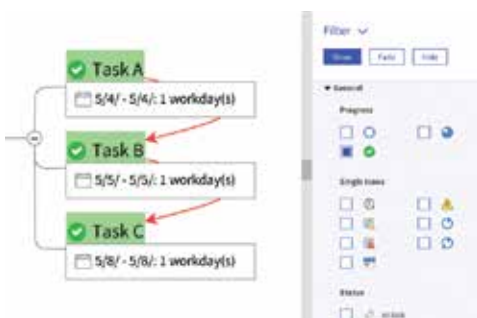 Task A
5/4/ - 5/4/: 1 workday(s)
Task B
5/5/ - 5/5/: 1 workday(s)
Task C
5/8/ - 5/8/: 1 workday(s)
Filter
Show Fade Hide
General
Progress
Single Icons
Status